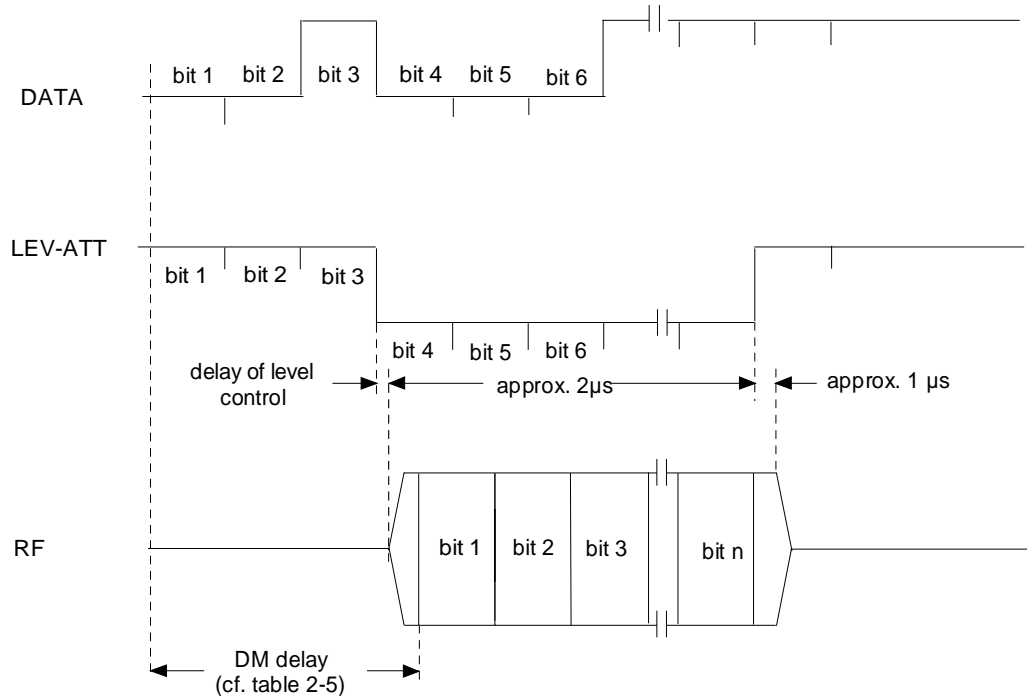 bit 1 bit 2 bit 3 bit 4 bit 5 bit 6
DATA
LEV-ATT
bit 1 bit 2 bit 3
bit 4 bit 5 bit 6
delay of level
control
approx. 2µs
approx. 1 µs
RF
bit 1 bit 2 bit 3 bit n
DM delay
(cf. table 2-5)